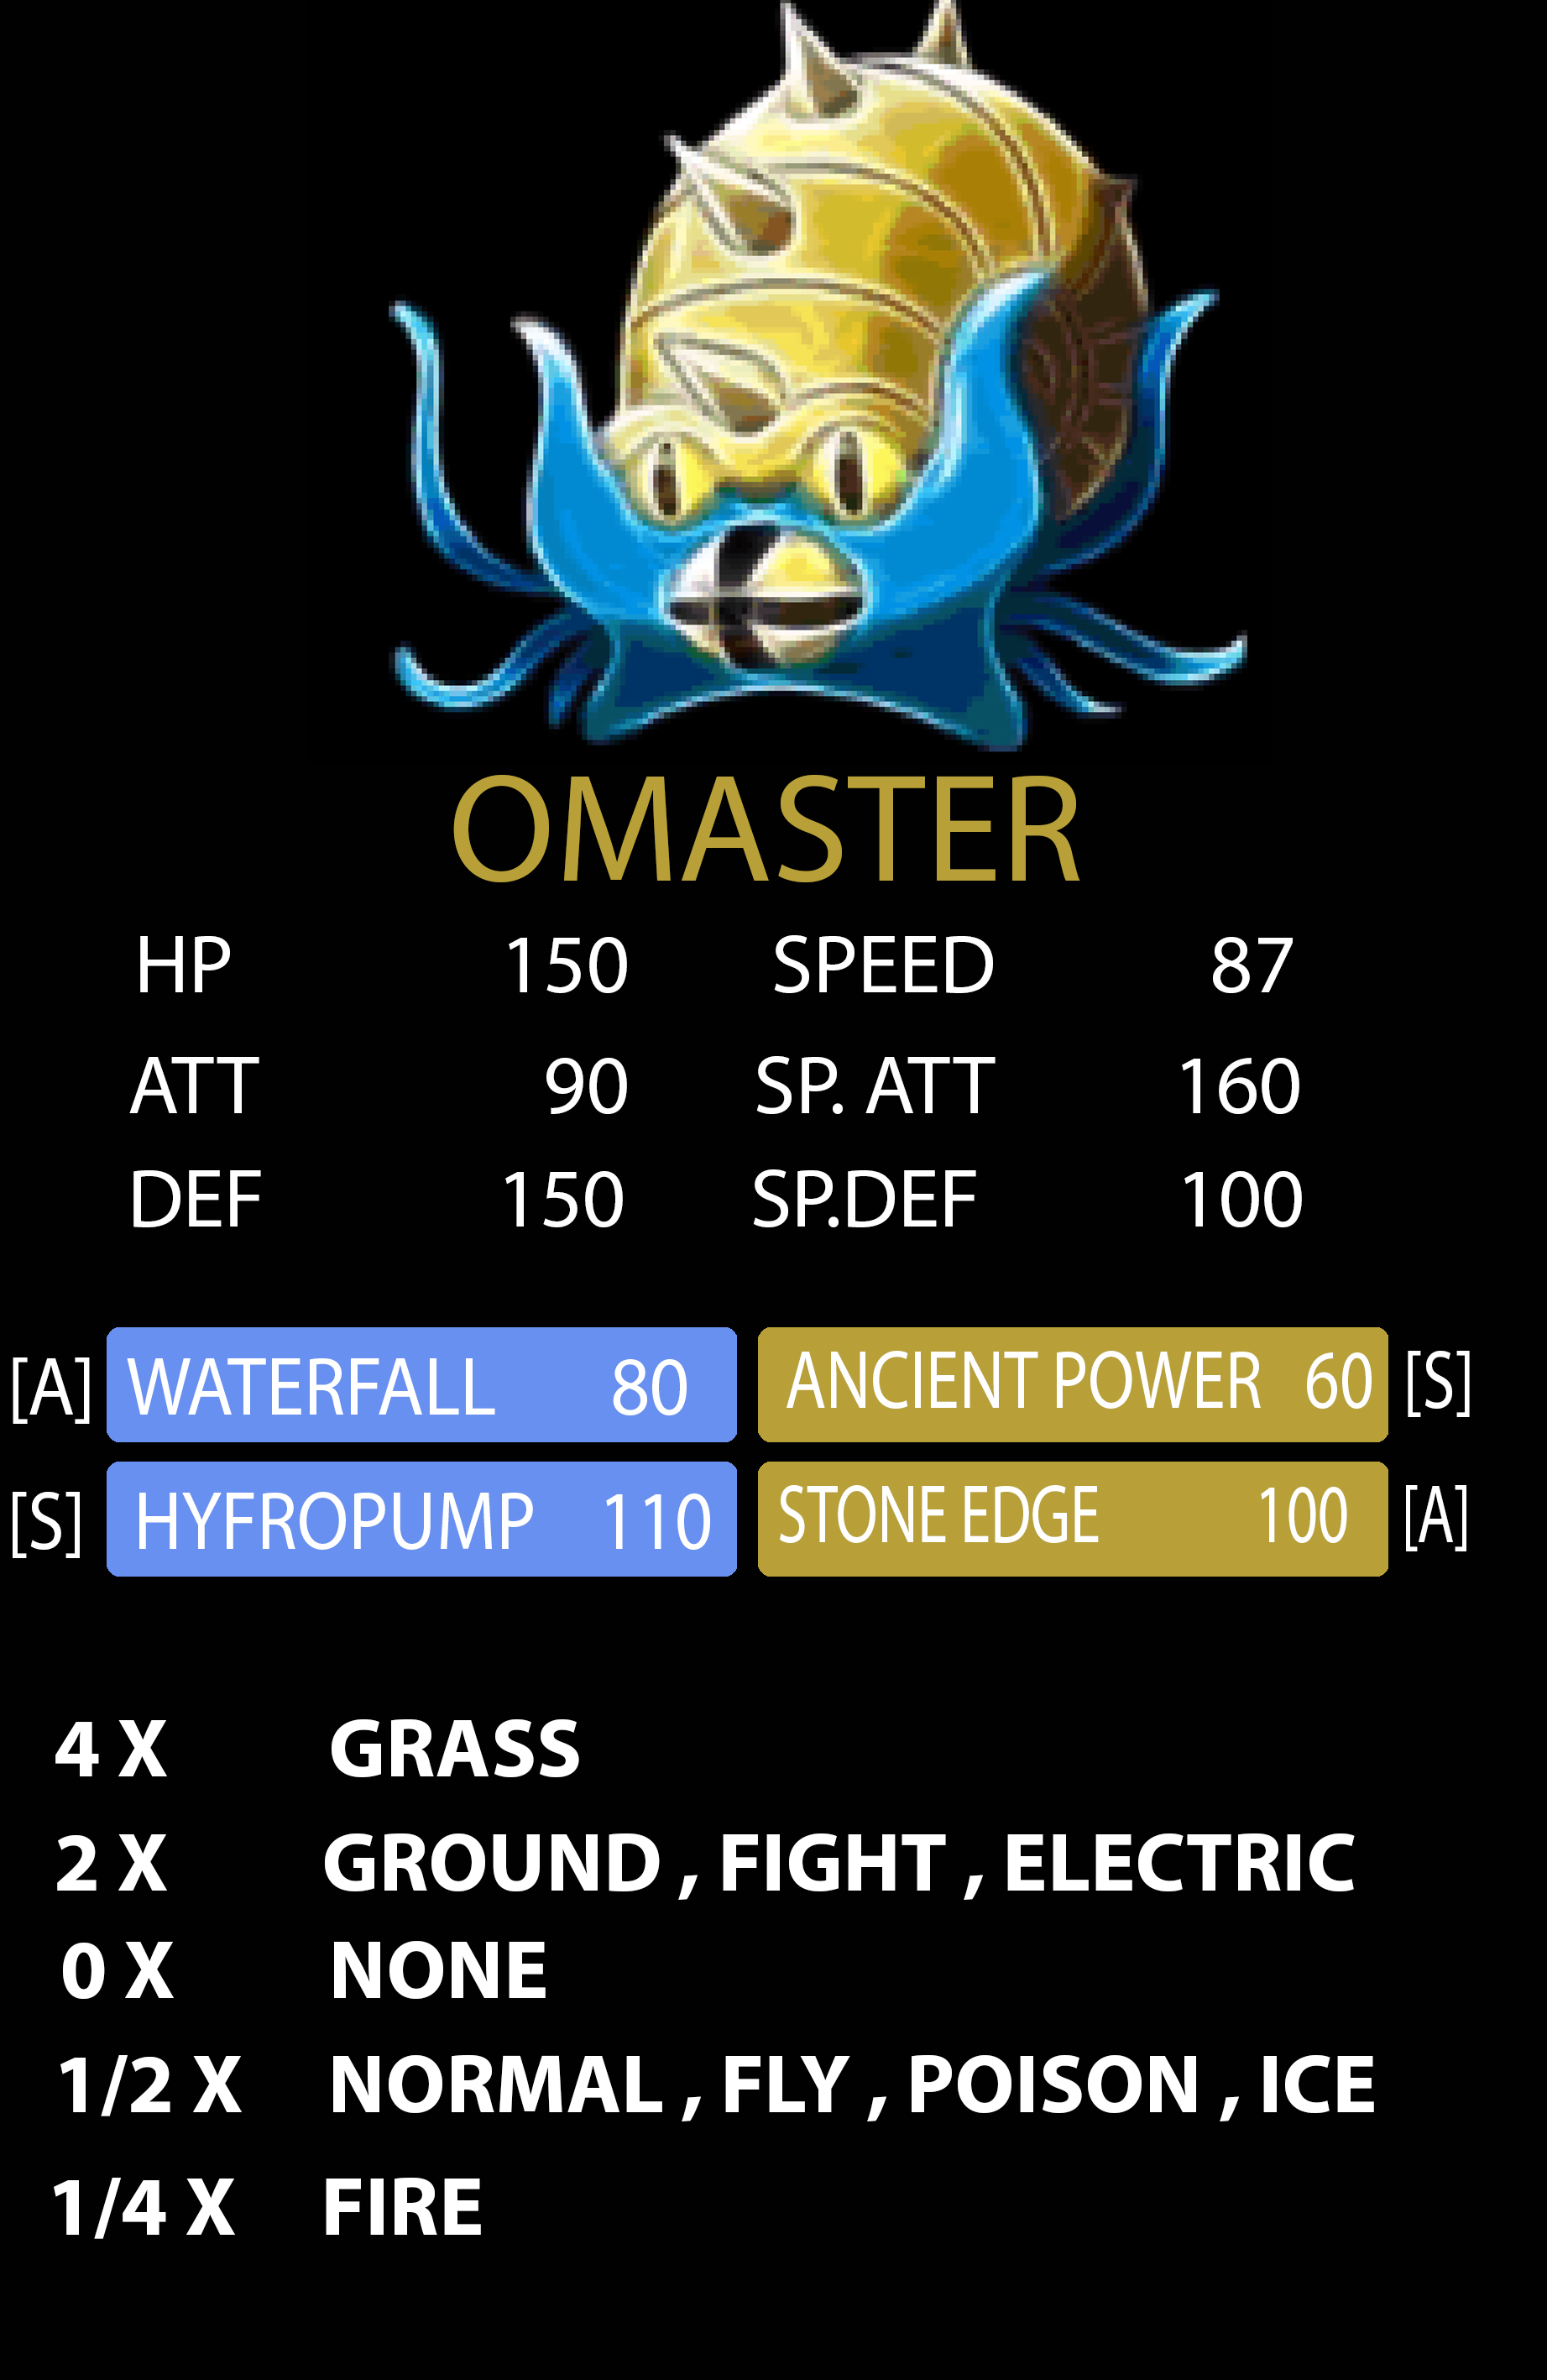 OMASTER
HP 150 SPEED 87
ATT 90 SP. ATT 160
DEF 150 SP.DEF 100
[A] WATERFALL 80 ANCIENT POWER 60 [S]
[S] HYFROPUMP 110 STONE EDGE 100 [A]
4 X GRASS
2 X GROUND , FIGHT , ELECTRIC
0 X NONE
1/2 X NORMAL , FLY , POISON , ICE
1/4 X FIRE